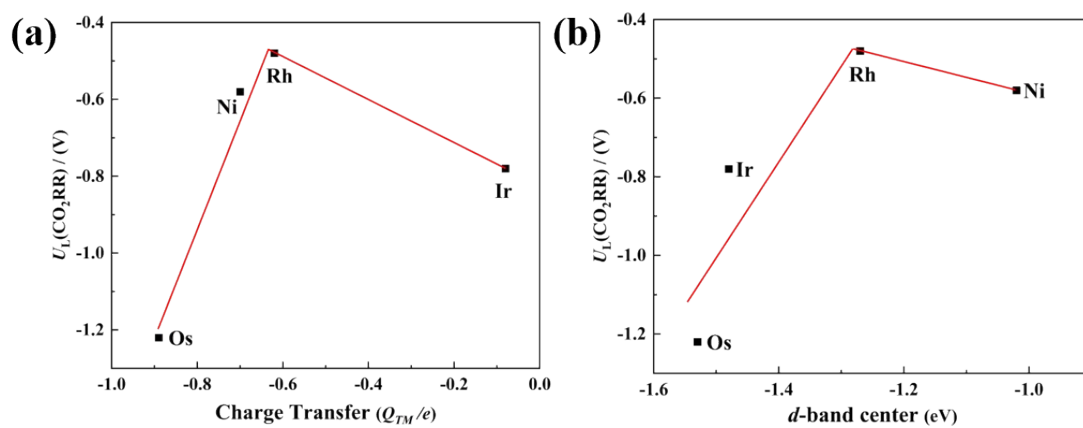 (a)
-0.4
-0.6
-0.8
-1.0
-1.2
U_L(CO₂RR) / (V)
Rh
Ni
Ir
Os
-1.0 -0.8 -0.6 -0.4 -0.2 0.0
Charge Transfer (Q_TM/e)
(b)
-0.4
-0.6
-0.8
-1.0
-1.2
U_L(CO₂RR) / (V)
Rh
Ni
Ir
Os
-1.6 -1.4 -1.2 -1.0
d-band center (eV)